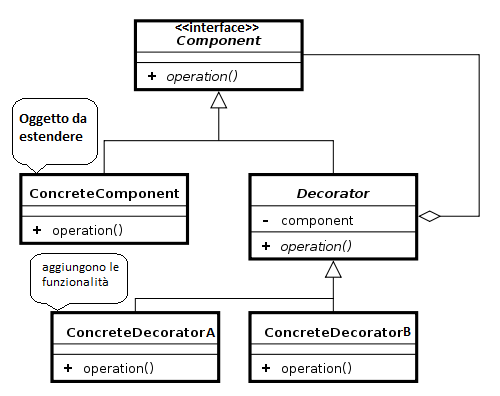 <<interface>>
Component
+ operation()
Oggetto da
estendere
ConcreteComponent
+ operation()
Decorator
- component
+ operation()
aggiungono le
funzionalità
ConcreteDecoratorA
+ operation()
ConcreteDecoratorB
+ operation()